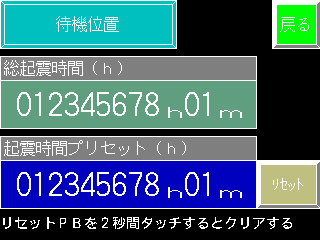 待機位置
戻る
総起震時間（ｈ）
012345678 h 01 m
起震時間プリセット（ｈ）
012345678 h 01 m
ﾘｾｯﾄ
リセットＰＢを２秒間タッチするとクリアする